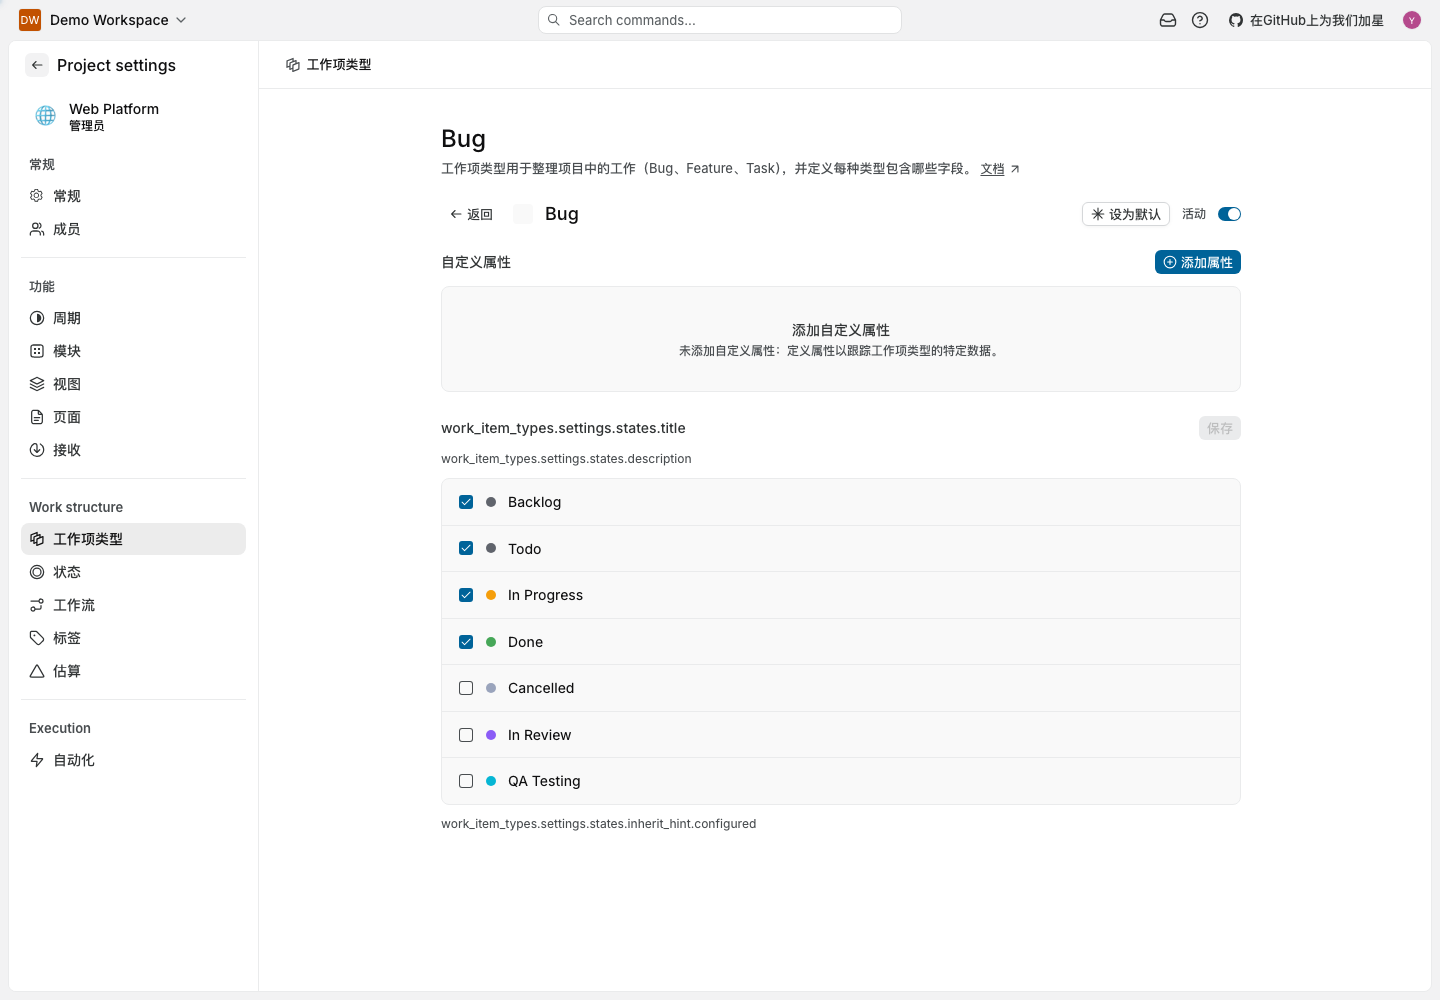 DW Demo Workspace
Search commands...
在GitHub上为我们加星
Y
Project settings
Web Platform
管理员
常规
常规
成员
功能
周期
模块
视图
页面
接收
Work structure
工作项类型
状态
工作流
标签
估算
Execution
自动化
工作项类型
Bug
工作项类型用于整理项目中的工作（Bug、Feature、Task），并定义每种类型包含哪些字段。 文档
返回
Bug
设为默认
活动
自定义属性
添加属性
添加自定义属性
未添加自定义属性：定义属性以跟踪工作项类型的特定数据。
work_item_types.settings.states.title
保存
work_item_types.settings.states.description
Backlog
Todo
In Progress
Done
Cancelled
In Review
QA Testing
work_item_types.settings.states.inherit_hint.configured